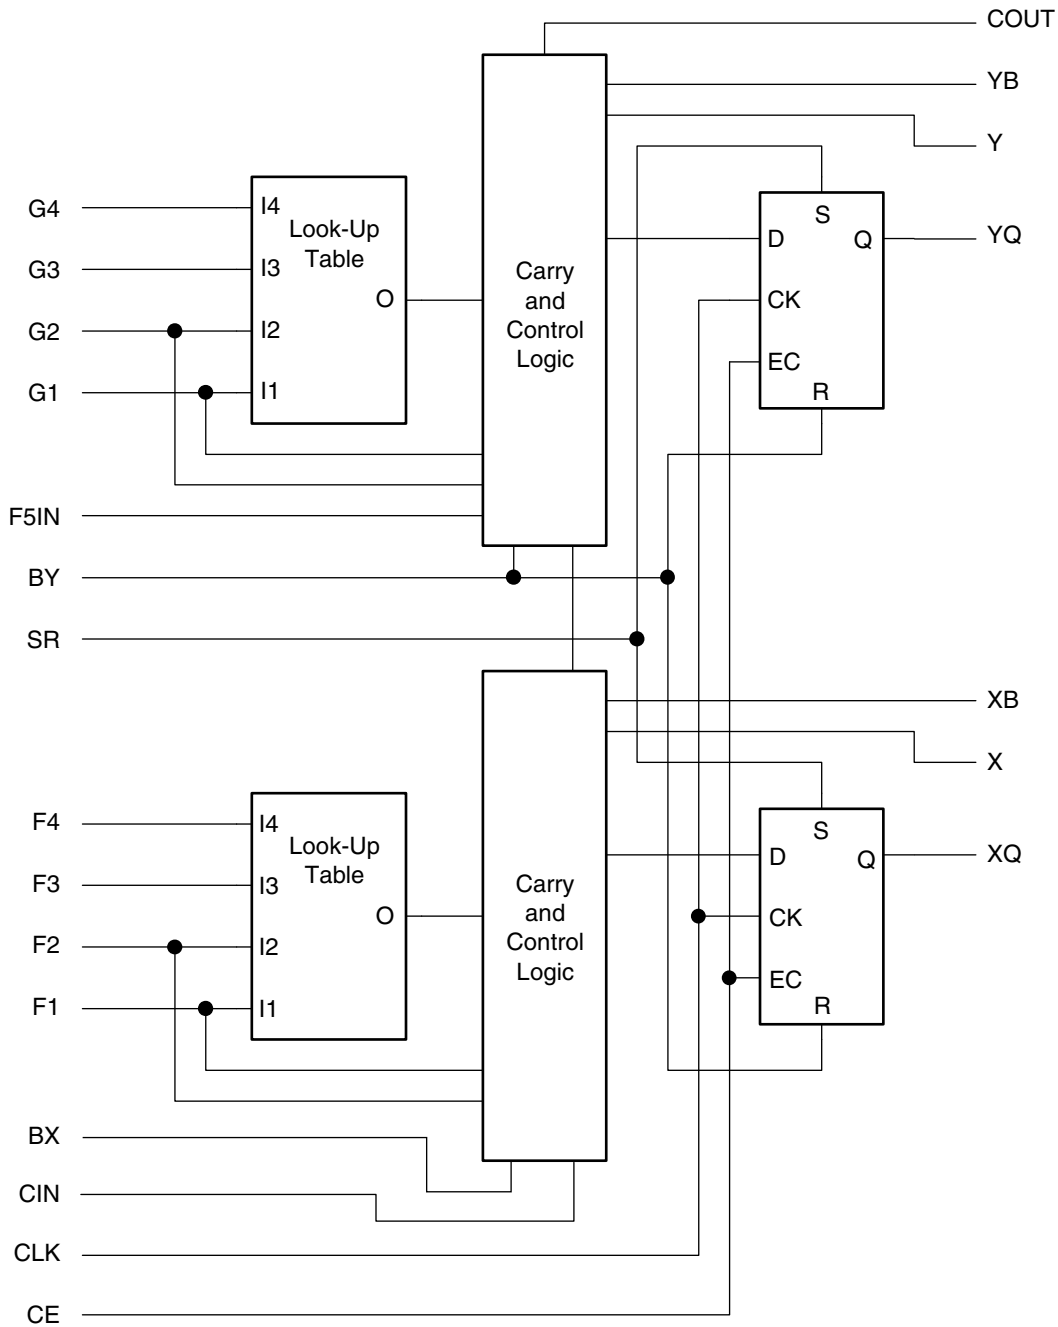 COUT
YB
Y
G4
I4
Look-Up
Table
S
D
Q
YQ
G3
I3
Carry
and
Control
Logic
O
CK
G2
I2
EC
G1
I1
R
F5IN
BY
SR
XB
X
F4
I4
Look-Up
Table
S
D
Q
XQ
F3
I3
Carry
and
Control
Logic
O
CK
F2
I2
EC
F1
I1
R
BX
CIN
CLK
CE